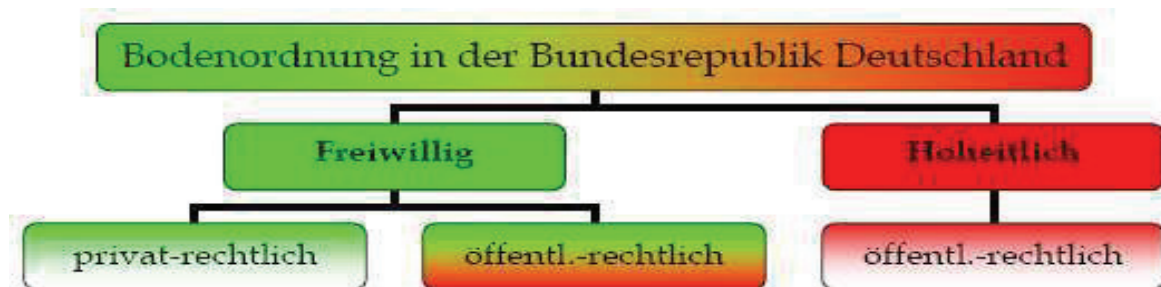 Bodenordnung in der Bundesrepublik Deutschland
Freiwillig
Hoheitlich
privat-rechtlich
öffentl.-rechtlich
öffentl.-rechtlich